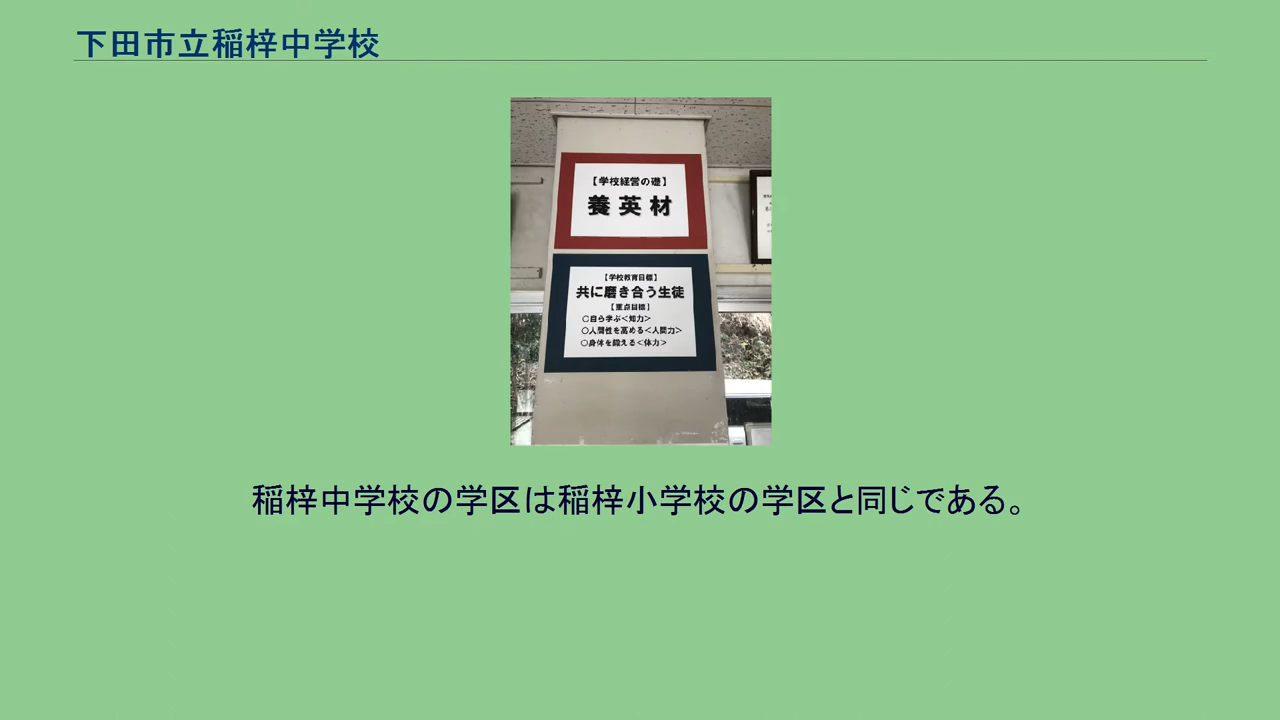 下田市立稲梓中学校
【学校経営の礎】
養英材
【学校教育目標】
共に磨き合う生徒
【重点目標】
○自ら学ぶ<知力>
○人間性を高める<人間力>
○身体を鍛える<体力>
稲梓中学校の学区は稲梓小学校の学区と同じである。